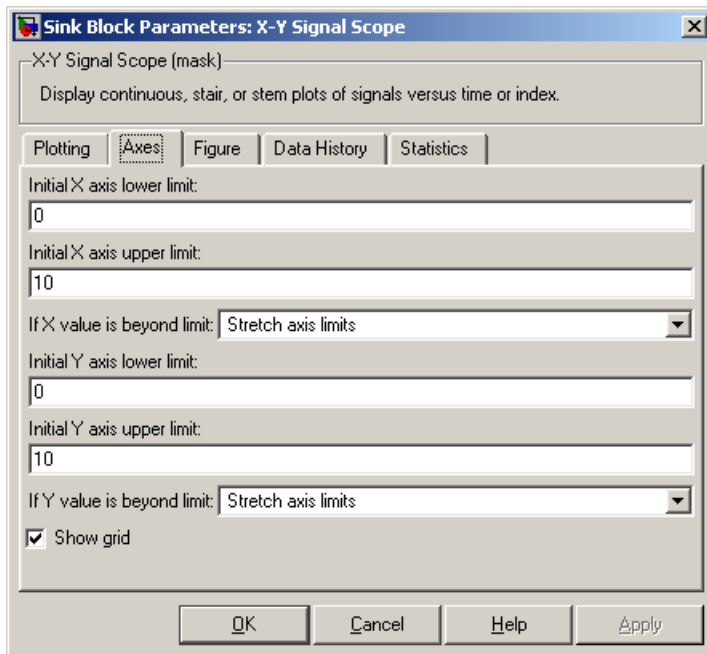 Sink Block Parameters: X-Y Signal Scope
X-Y Signal Scope (mask)
Display continuous, stair, or stem plots of signals versus time or index.
Plotting Axes Figure Data History Statistics
Initial X axis lower limit:
0
Initial X axis upper limit:
10
If X value is beyond limit: Stretch axis limits
Initial Y axis lower limit:
0
Initial Y axis upper limit:
10
If Y value is beyond limit: Stretch axis limits
Show grid
OK Cancel Help Apply